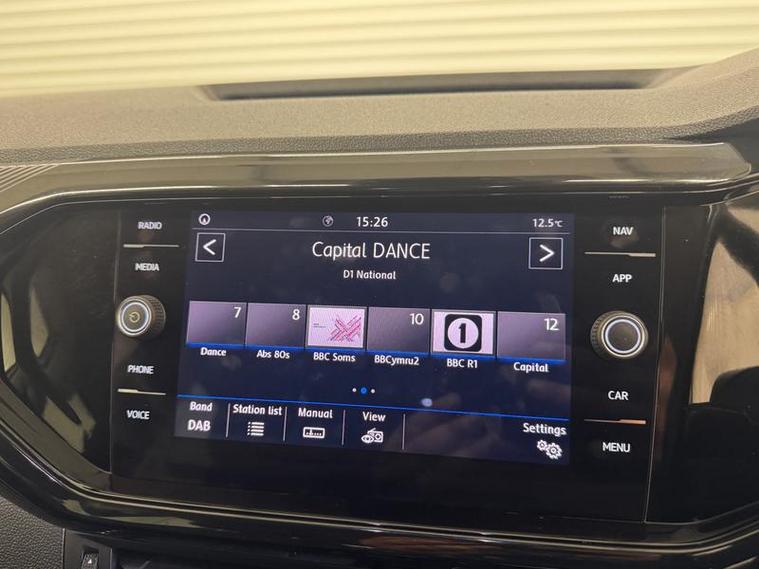 RADIO
MEDIA
PHONE
VOICE
15:26
12.5°C
< Capital DANCE >
D1 National
7 8 10 1 12
Dance Abs 80s BBC Soms BBCymru2 BBC R1 Capital
Band Station list Manual View Settings
DAB
NAV
APP
CAR
MENU